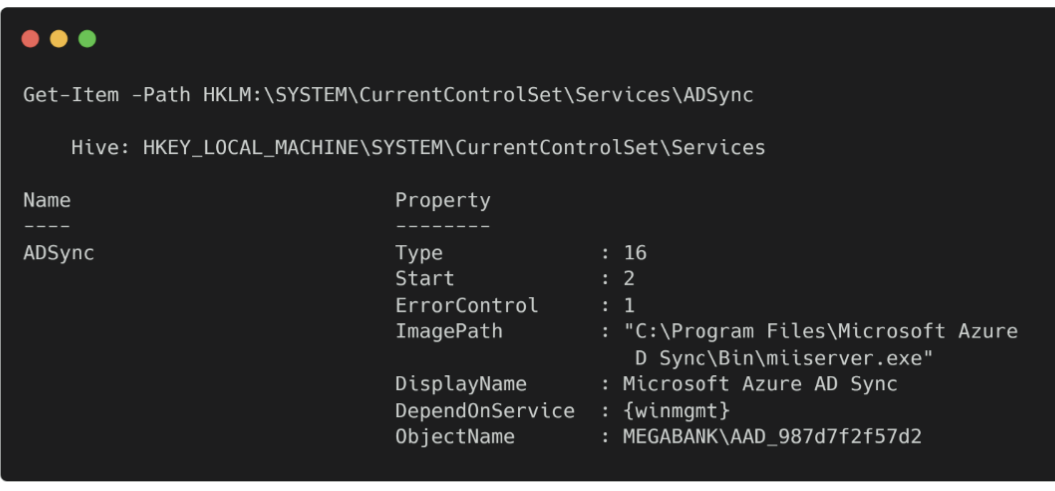 Get-Item -Path HKLM:\SYSTEM\CurrentControlSet\Services\ADSync
Hive: HKEY_LOCAL_MACHINE\SYSTEM\CurrentControlSet\Services
Name Property
---- --------
ADSync Type : 16
Start : 2
ErrorControl : 1
ImagePath : "C:\Program Files\Microsoft Azure
D Sync\Bin\miiserver.exe"
DisplayName : Microsoft Azure AD Sync
DependOnService : {winmgmt}
ObjectName : MEGABANK\AAD_987d7f2f57d2